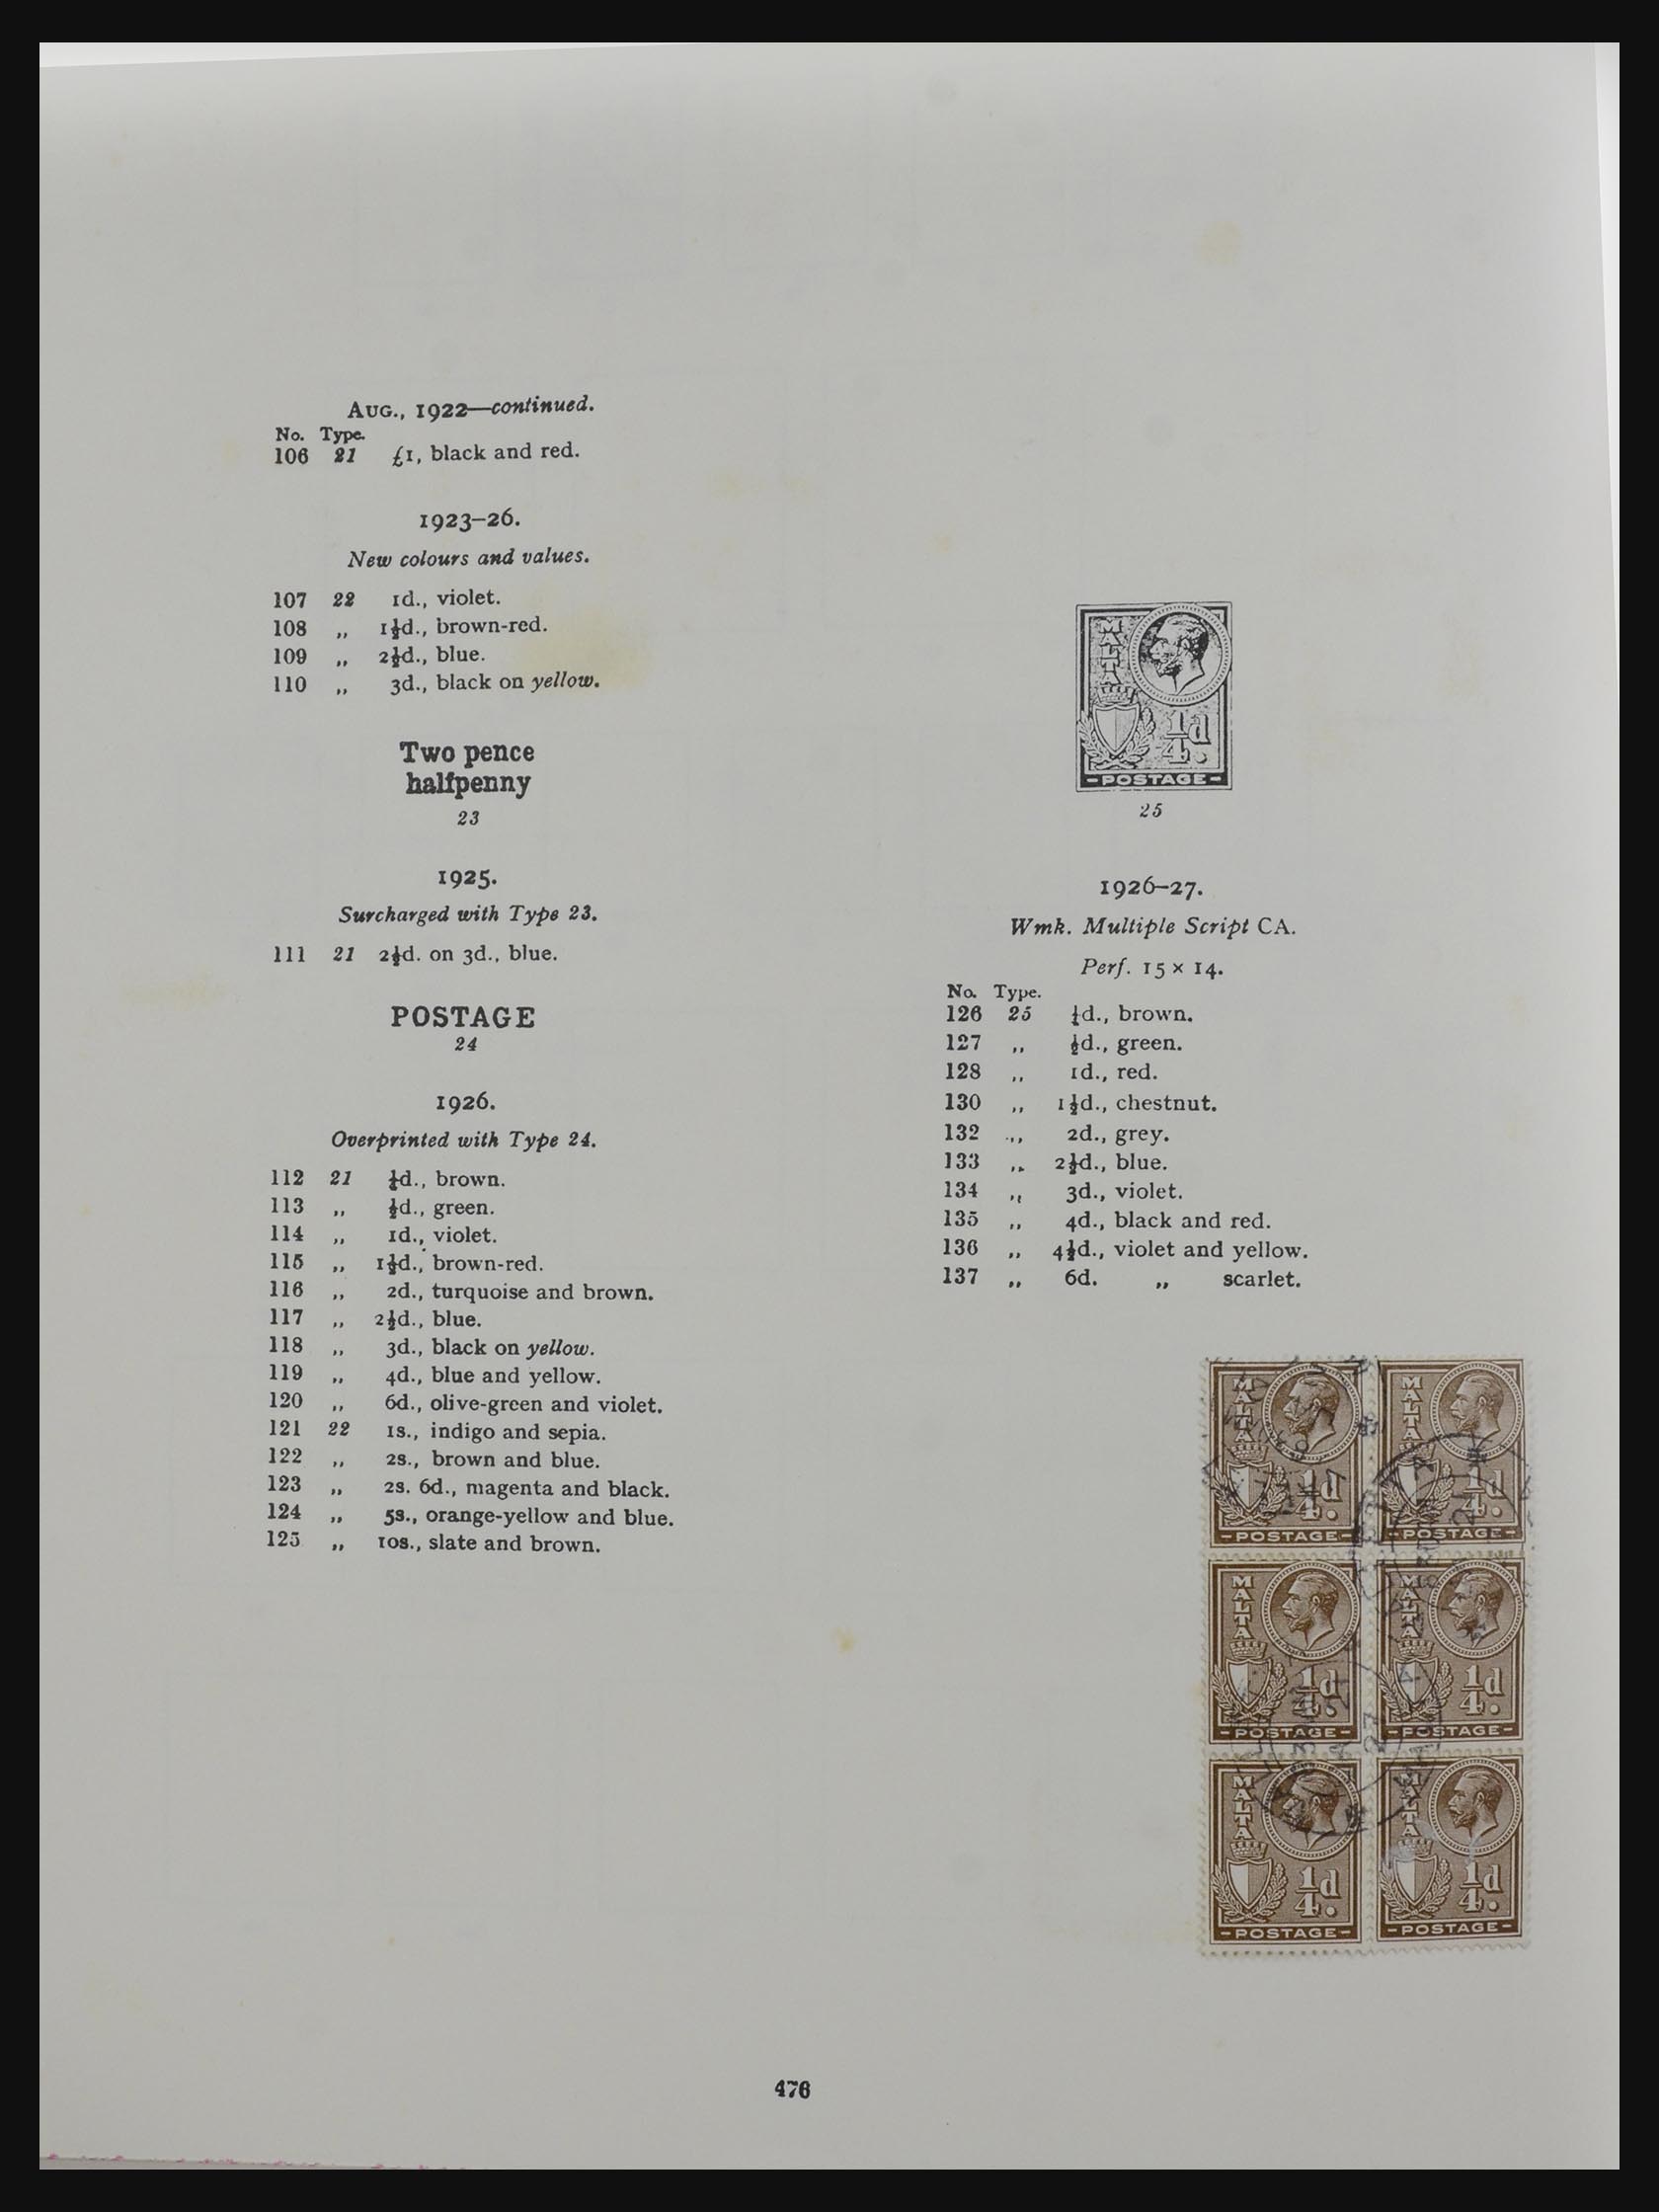 AUG., 1922—continued.
No. Type.
106 21 £1, black and red.
1923–26.
New colours and values.
107 22 1d., violet.
108 ,, 1½d., brown-red.
109 ,, 2½d., blue.
110 ,, 3d., black on yellow.
Two pence
halfpenny
23
1925.
Surcharged with Type 23.
111 21 2½d. on 3d., blue.
POSTAGE
24
1926.
Overprinted with Type 24.
112 21 ¼d., brown.
113 ,, ½d., green.
114 ,, 1d., violet.
115 ,, 1½d., brown-red.
116 ,, 2d., turquoise and brown.
117 ,, 2½d., blue.
118 ,, 3d., black on yellow.
119 ,, 4d., blue and yellow.
120 ,, 6d., olive-green and violet.
121 22 1s., indigo and sepia.
122 ,, 2s., brown and blue.
123 ,, 2s. 6d., magenta and black.
124 ,, 5s., orange-yellow and blue.
125 ,, 10s., slate and brown.
MALTA
¼d.
-POSTAGE-
25
1926–27.
Wmk. Multiple Script CA.
Perf. 15 × 14.
No. Type.
126 25 ¼d., brown.
127 ,, ½d., green.
128 ,, 1d., red.
130 ,, 1½d., chestnut.
132 ,, 2d., grey.
133 ,, 2½d., blue.
134 ,, 3d., violet.
135 ,, 4d., black and red.
136 ,, 4½d., violet and yellow.
137 ,, 6d. ,, scarlet.
MALTA MALTA
¼d. ¼d.
-POSTAGE- -POSTAGE-
MALTA MALTA
¼d. ¼d.
-POSTAGE- -POSTAGE-
MALTA MALTA
¼d. ¼d.
-POSTAGE- -POSTAGE-
476